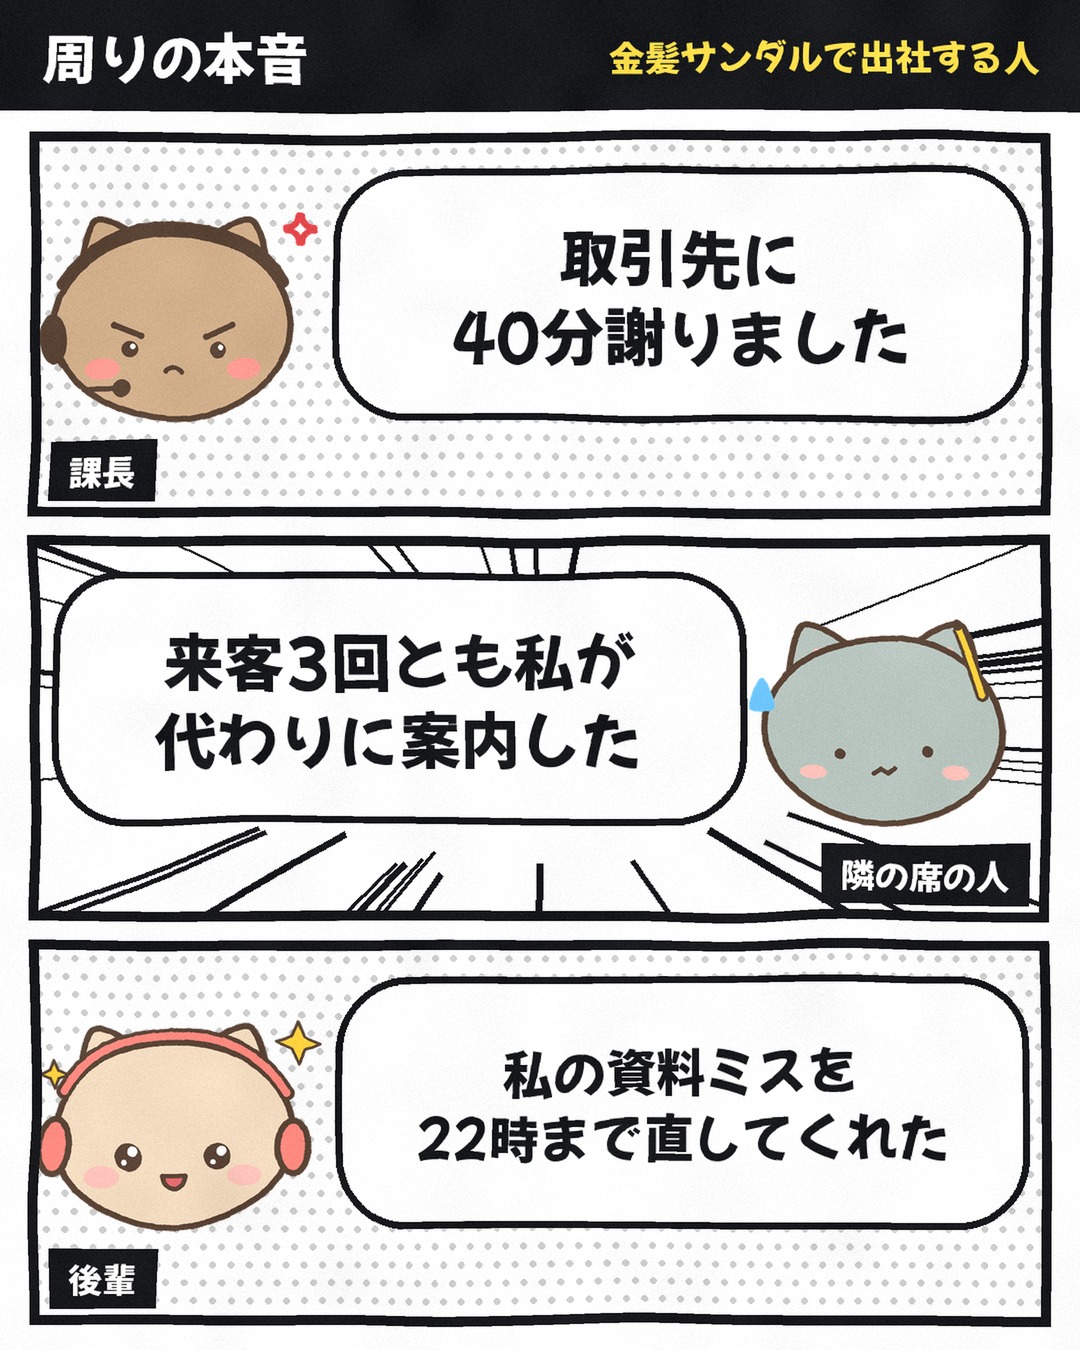 周りの本音
金髪サンダルで出社する人
取引先に
40分謝りました
課長
来客3回とも私が
代わりに案内した
隣の席の人
私の資料ミスを
22時まで直してくれた
後輩